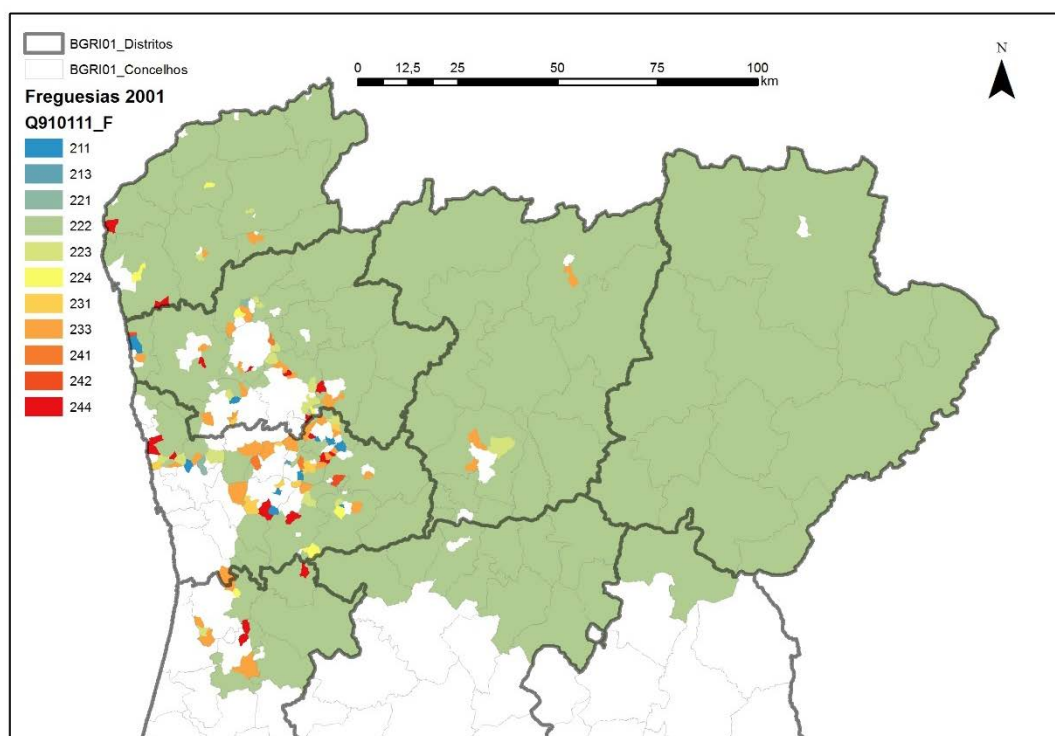 BGRI01_Distritos
BGRI01_Concelhos
Freguesias 2001
Q910111_F
211
213
221
222
223
224
231
233
241
242
244
0 12,5 25 50 75 100
km
N